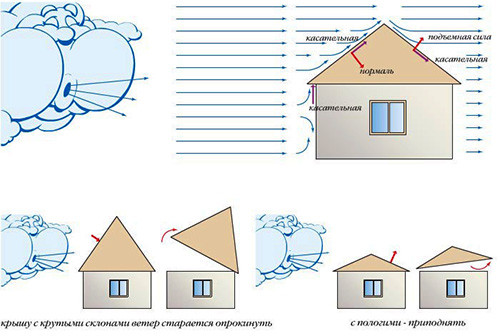 касательная
подъемная сила
касательная
нормаль
касательная
крышу с крутыми склонами ветер старается опрокинуть
с пологими - приподнять